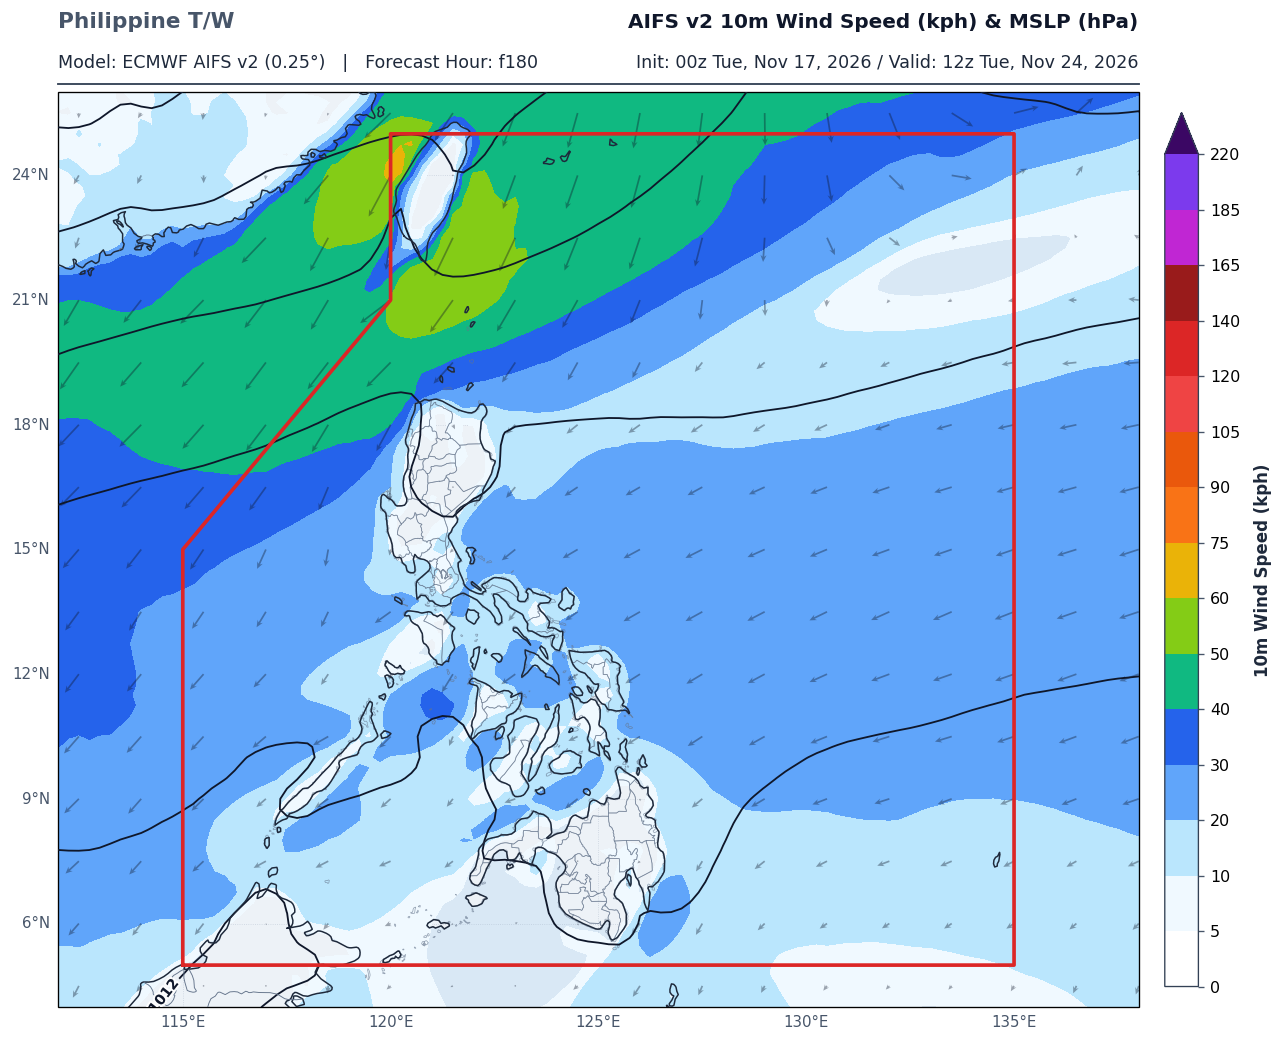 Philippine T/W
AIFS v2 10m Wind Speed (kph) & MSLP (hPa)
Model: ECMWF AIFS v2 (0.25°) | Forecast Hour: f180
Init: 00z Tue, Nov 17, 2026 / Valid: 12z Tue, Nov 24, 2026
24°N
21°N
18°N
15°N
12°N
9°N
6°N
1012
115°E
120°E
125°E
130°E
135°E
220
185
165
140
120
105
90
75
60
50
40
30
20
10
5
0
10m Wind Speed (kph)